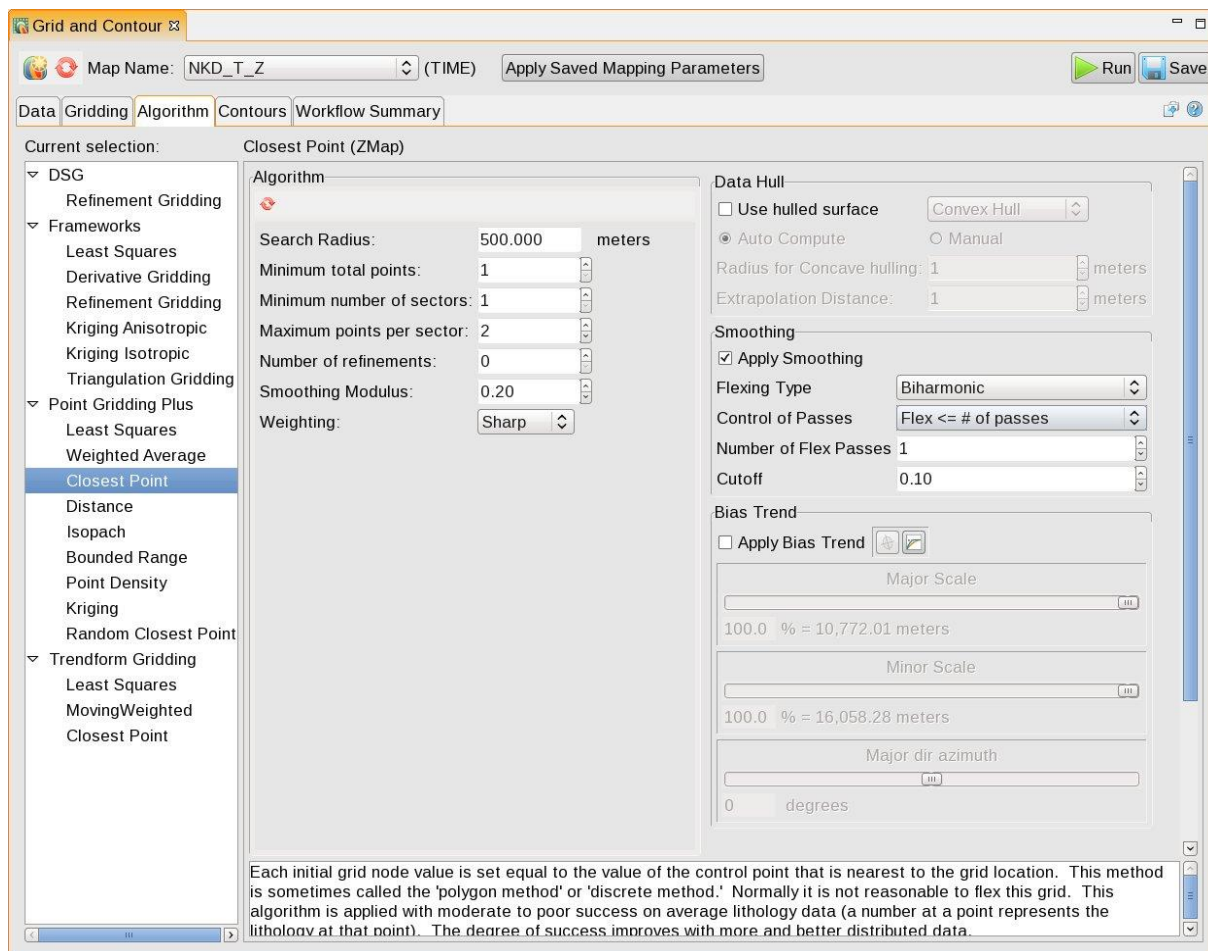 Grid and Contour
Map Name: NKD_T_Z (TIME) Apply Saved Mapping Parameters Run Save
Data Gridding Algorithm Contours Workflow Summary
Current selection:
DSG
Refinement Gridding
Frameworks
Least Squares
Derivative Gridding
Refinement Gridding
Kriging Anisotropic
Kriging Isotropic
Triangulation Gridding
Point Gridding Plus
Least Squares
Weighted Average
Closest Point
Distance
Isopach
Bounded Range
Point Density
Kriging
Random Closest Point
Trendform Gridding
Least Squares
MovingWeighted
Closest Point
Closest Point (ZMap)
Algorithm
Search Radius: 500.000 meters
Minimum total points: 1
Minimum number of sectors: 1
Maximum points per sector: 2
Number of refinements: 0
Smoothing Modulus: 0.20
Weighting: Sharp
Data Hull
Use hulled surface Convex Hull
Auto Compute Manual
Radius for Concave hulling: 1 meters
Extrapolation Distance: 1 meters
Smoothing
Apply Smoothing
Flexing Type Biharmonic
Control of Passes Flex <= # of passes
Number of Flex Passes 1
Cutoff 0.10
Bias Trend
Apply Bias Trend
Major Scale
100.0 % = 10,772.01 meters
Minor Scale
100.0 % = 16,058.28 meters
Major dir azimuth
0 degrees
Each initial grid node value is set equal to the value of the control point that is nearest to the grid location. This method
is sometimes called the 'polygon method' or 'discrete method.' Normally it is not reasonable to flex this grid. This
algorithm is applied with moderate to poor success on average lithology data (a number at a point represents the
lithology at that point). The degree of success improves with more and better distributed data.